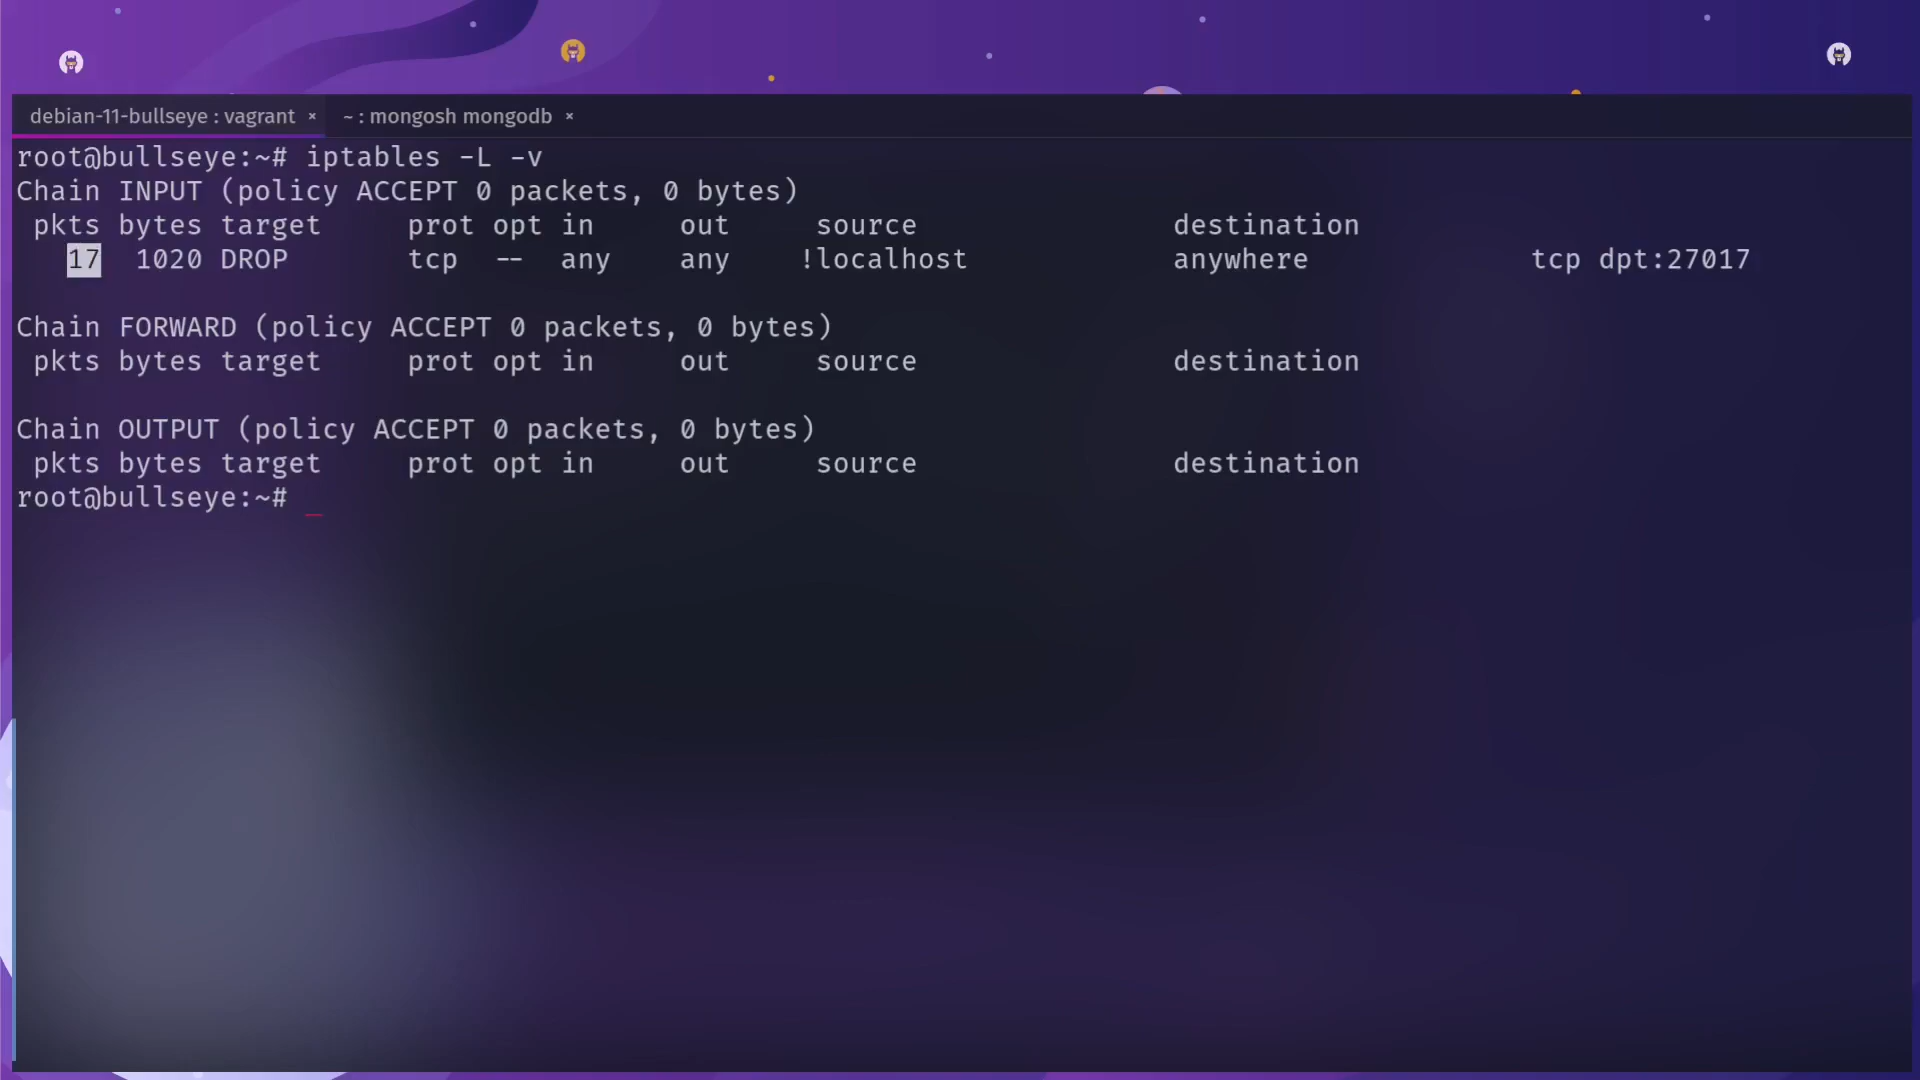 debian-11-bullseye : vagrant × ~ : mongosh mongodb ×
root@bullseye:~# iptables -L -v
Chain INPUT (policy ACCEPT 0 packets, 0 bytes)
 pkts bytes target     prot opt in     out     source               destination
   17  1020 DROP       tcp  --  any    any    !localhost            anywhere             tcp dpt:27017

Chain FORWARD (policy ACCEPT 0 packets, 0 bytes)
 pkts bytes target     prot opt in     out     source               destination

Chain OUTPUT (policy ACCEPT 0 packets, 0 bytes)
 pkts bytes target     prot opt in     out     source               destination
root@bullseye:~# _